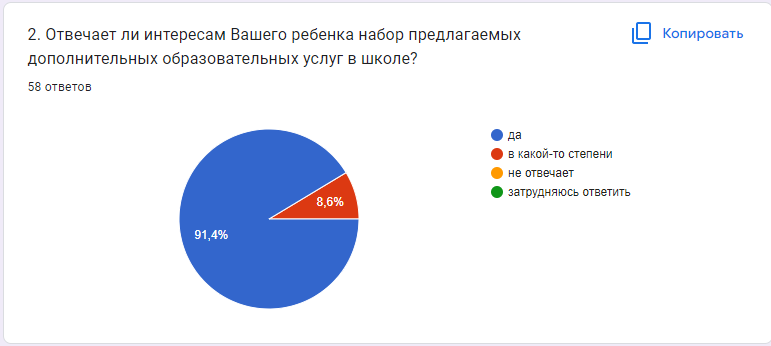 2. Отвечает ли интересам Вашего ребенка набор предлагаемых
дополнительных образовательных услуг в школе?
Копировать
58 ответов
да
в какой-то степени
не отвечает
затрудняюсь ответить
8,6%
91,4%